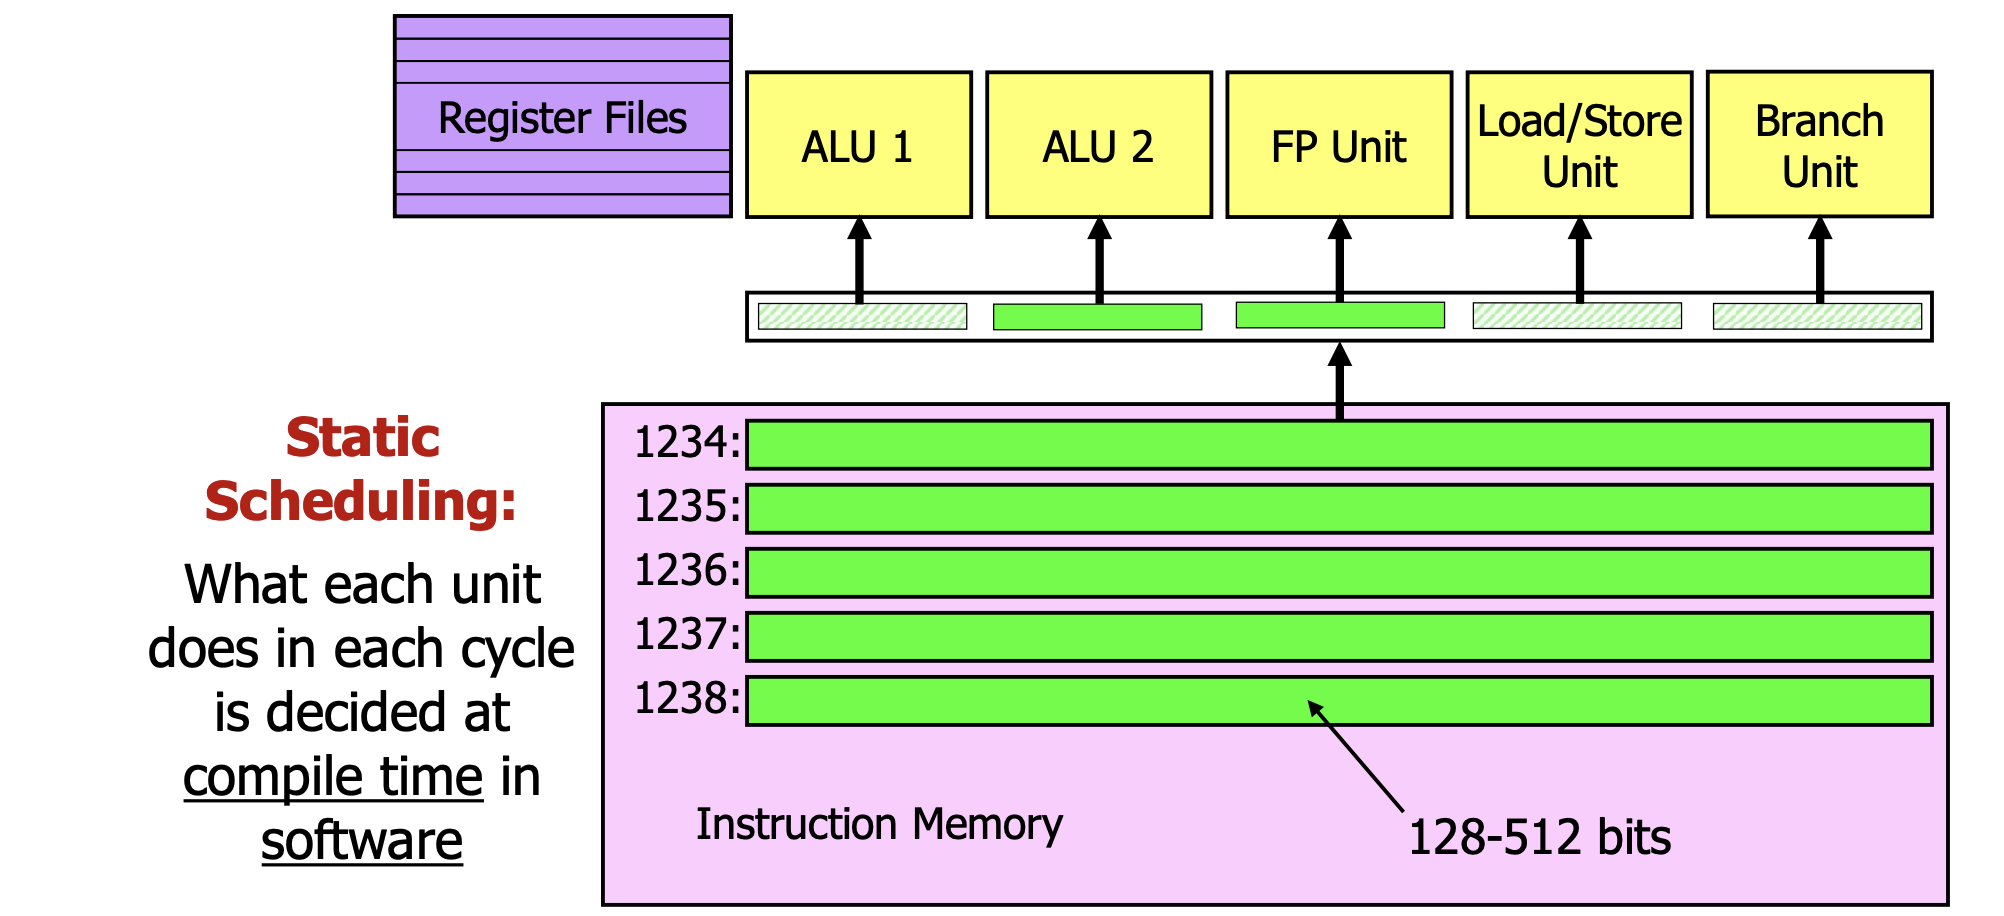 Register Files
ALU 1
ALU 2
FP Unit
Load/Store
Unit
Branch
Unit
Static
Scheduling:
What each unit
does in each cycle
is decided at
compile time in
software
1234:
1235:
1236:
1237:
1238:
Instruction Memory
128-512 bits